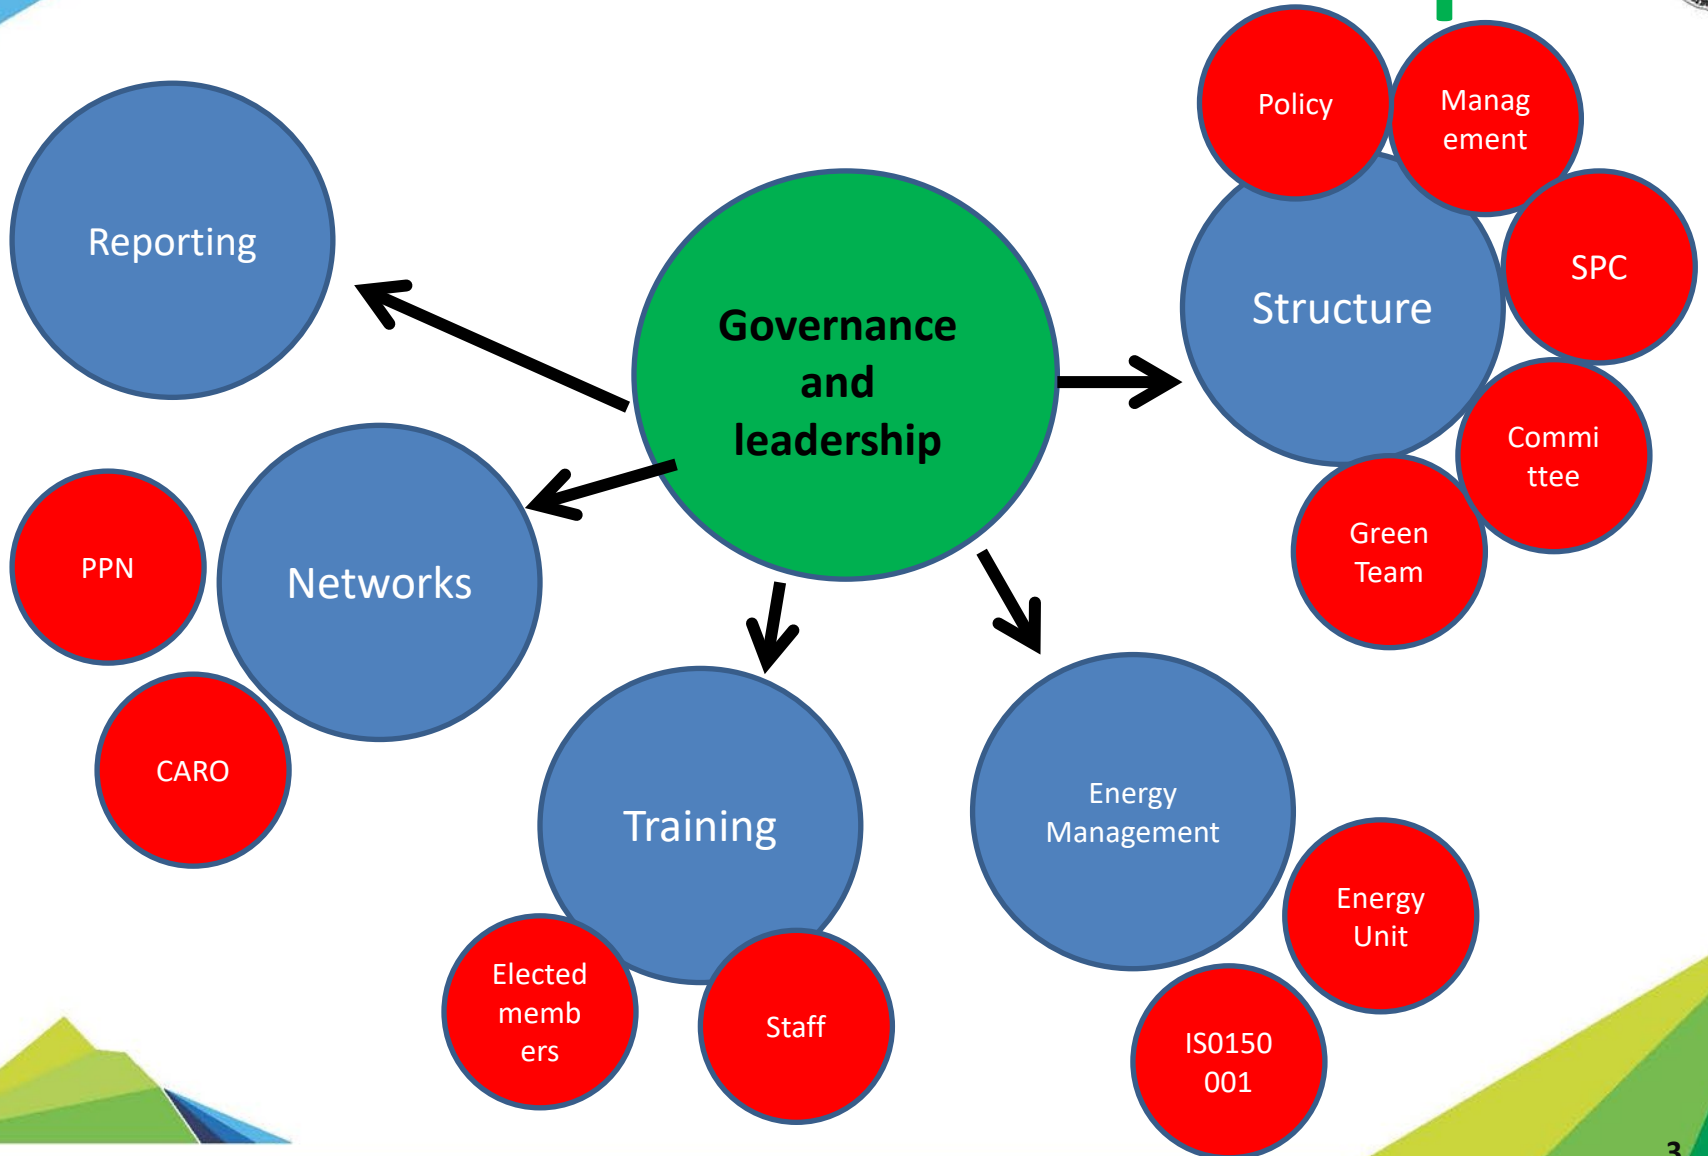 Policy
Manag
ement
Reporting
SPC
Structure
Governance
and
leadership
Commi
ttee
Green
Team
PPN
Networks
CARO
Training
Energy
Management
Energy
Unit
Elected
memb
ers
Staff
IS0150
001
3